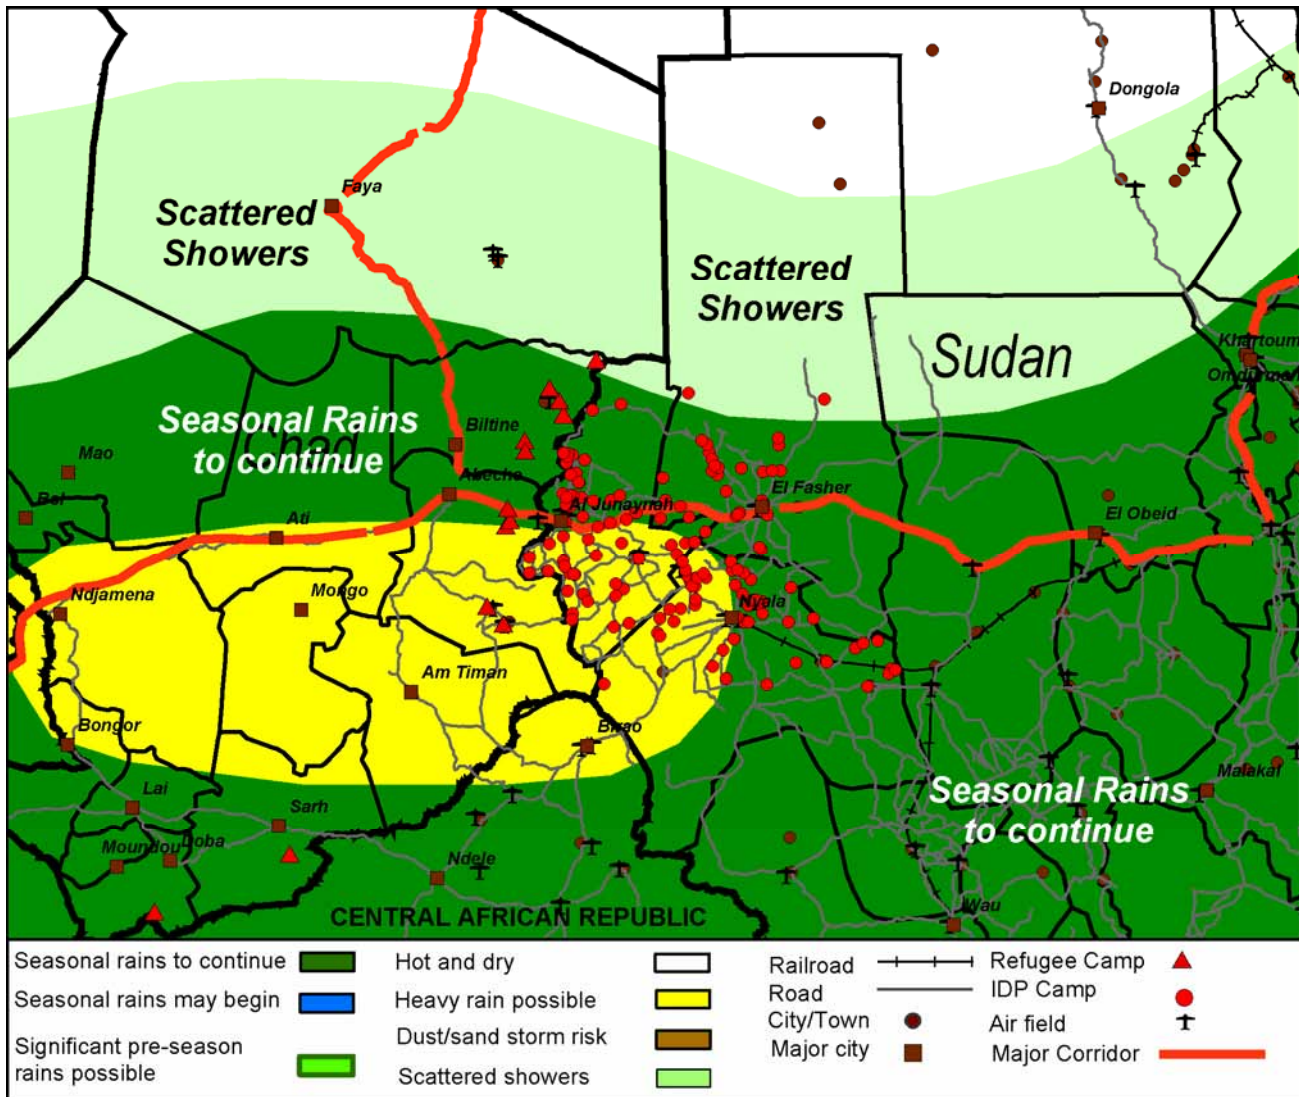 Dongola
Faya
Scattered
Showers
Scattered
Showers
Sudan
Khartoum
Omdurman
Seasonal Rains
to continue
Chad
Biltine
Mao
Abeche
Bol
El Fasher
Al Junaynah
Ati
El Obeid
Ndjamena
Mongo
Nyala
Am Timan
Bongor
Birao
Seasonal Rains
to continue
Malakal
Lai
Sarh
Moundou
Doba
Ndele
Wau
CENTRAL AFRICAN REPUBLIC
Seasonal rains to continue
Seasonal rains may begin
Significant pre-season
rains possible
Hot and dry
Heavy rain possible
Dust/sand storm risk
Scattered showers
Railroad
Road
City/Town
Major city
Refugee Camp
IDP Camp
Air field
Major Corridor